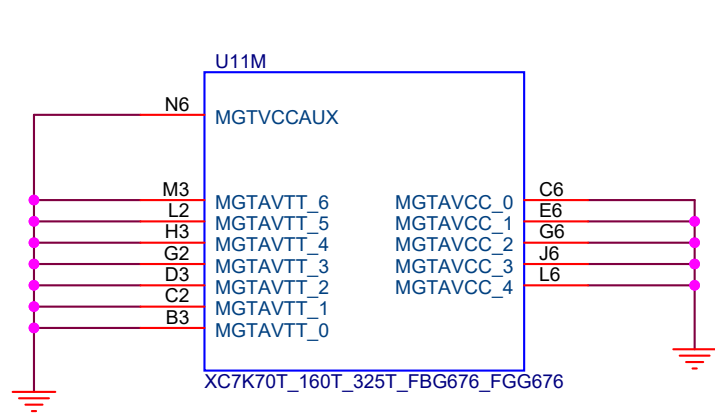 U11M
N6
MGTVCCAUX
M3
MGTAVTT_6
MGTAVCC_0
C6
L2
MGTAVTT_5
MGTAVCC_1
E6
H3
MGTAVTT_4
MGTAVCC_2
G6
G2
MGTAVTT_3
MGTAVCC_3
J6
D3
MGTAVTT_2
MGTAVCC_4
L6
C2
MGTAVTT_1
B3
MGTAVTT_0
XC7K70T_160T_325T_FBG676_FGG676